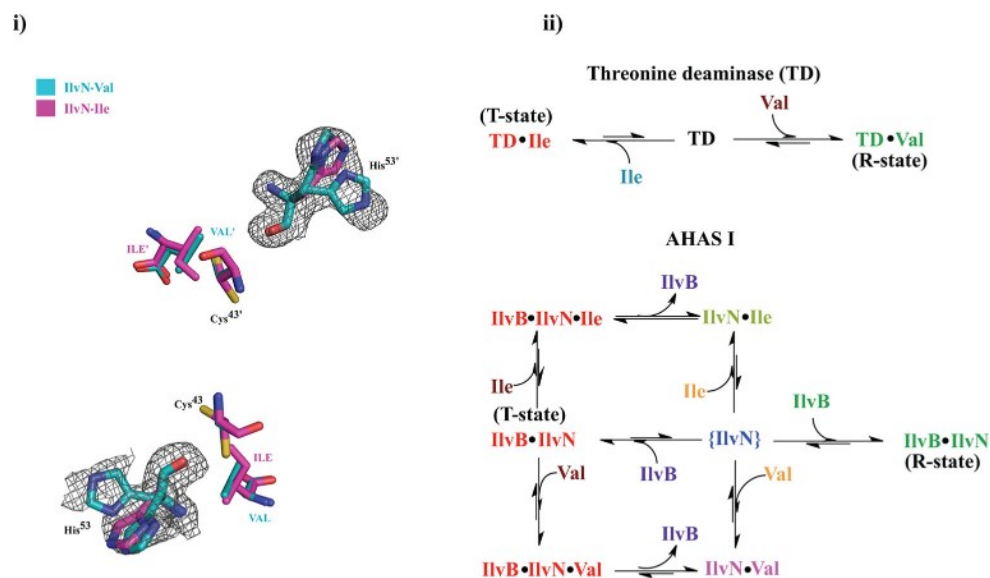 i)
IlvN-Val
IlvN-Ile
His53'
ILE'
VAL'
Cys43'
Cys43
ILE
VAL
His53
ii)
Threonine deaminase (TD)
(T-state)
TD•Ile
Ile
TD
Val
TD•Val
(R-state)
AHAS I
IlvB
IlvB•IlvN•Ile
IlvN•Ile
Ile
Ile
IlvB
(T-state)
IlvB•IlvN
{IlvN}
IlvB•IlvN
IlvB
(R-state)
Val
Val
IlvB
IlvB•IlvN•Val
IlvN•Val